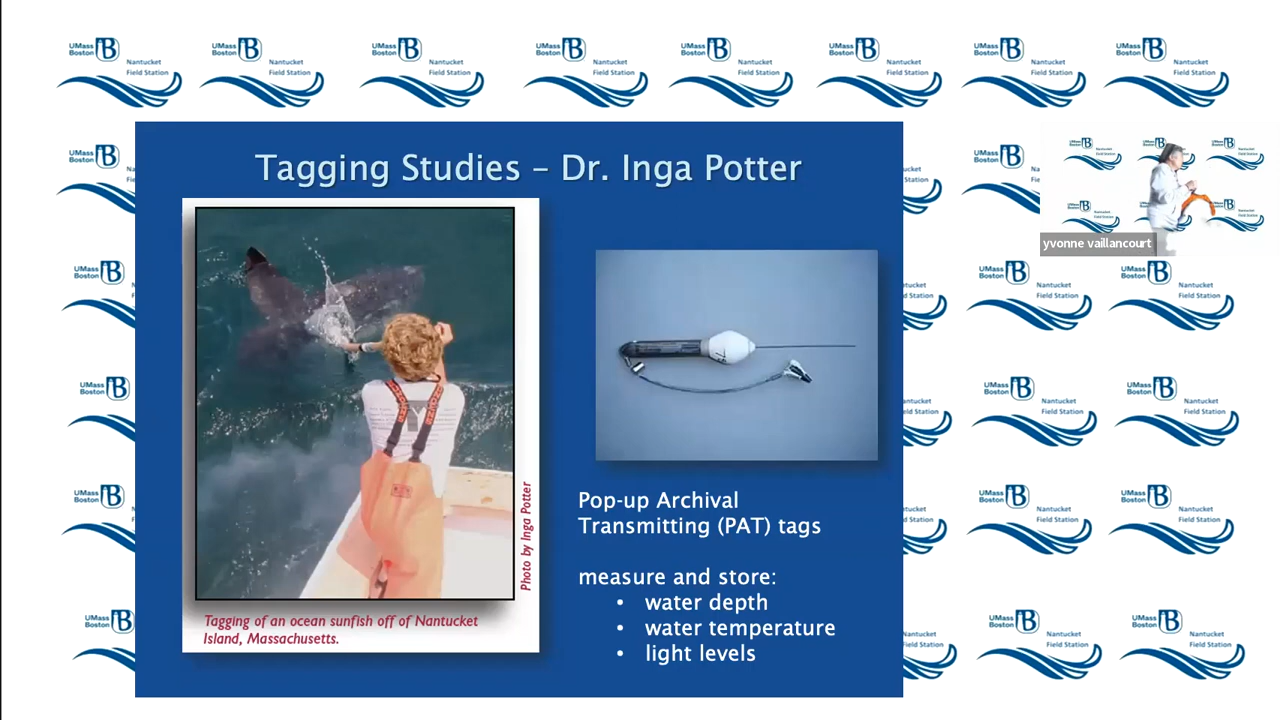 UMass
Boston
Nantucket
Field Station
Tagging Studies – Dr. Inga Potter
yvonne vaillancourt
Photo by Inga Potter
Tagging of an ocean sunfish off of Nantucket
Island, Massachusetts.
Pop-up Archival
Transmitting (PAT) tags
measure and store:
• water depth
• water temperature
• light levels